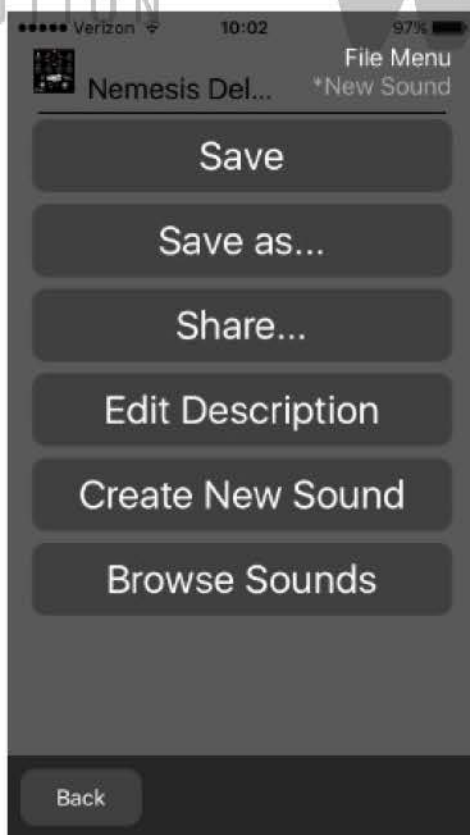 Verizon 10:02 97%
File Menu
Nemesis Del... *New Sound
Save
Save as...
Share...
Edit Description
Create New Sound
Browse Sounds
Back